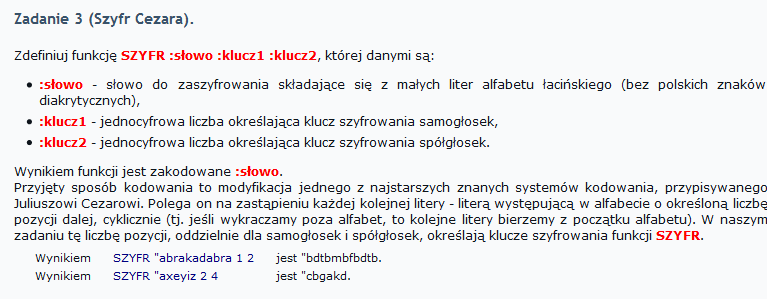 Zadanie 3 (Szyfr Cezara).
Zdefiniuj funkcję SZYFR :słowo :klucz1 :klucz2, której danymi są:
• :słowo - słowo do zaszyfrowania składające się z małych liter alfabetu łacińskiego (bez polskich znaków
diakrytycznych),
• :klucz1 - jednocyfrowa liczba określająca klucz szyfrowania samogłosek,
• :klucz2 - jednocyfrowa liczba określająca klucz szyfrowania spółgłosek.
Wynikiem funkcji jest zakodowane :słowo.
Przyjęty sposób kodowania to modyfikacja jednego z najstarszych znanych systemów kodowania, przypisywanego
Juliuszowi Cezarowi. Polega on na zastąpieniu każdej kolejnej litery - literą występującą w alfabecie o określoną liczbę
pozycji dalej, cyklicznie (tj. jeśli wykraczamy poza alfabet, to kolejne litery bierzemy z początku alfabetu). W naszym
zadaniu tę liczbę pozycji, oddzielnie dla samogłosek i spółgłosek, określają klucze szyfrowania funkcji SZYFR.
Wynikiem SZYFR "abrakadabra 1 2 jest "bdtbmbfbdtb.
Wynikiem SZYFR "axeyiz 2 4 jest "cbgakd.